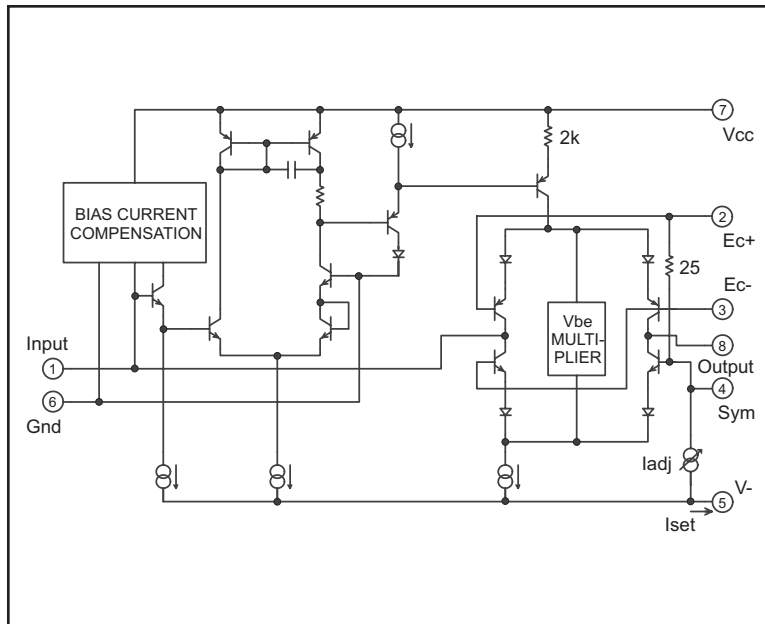 7
Vcc
2k
BIAS CURRENT
COMPENSATION
2
Ec+
25
Ec-
3
Vbe
MULTI-
PLIER
Input
1
8
Output
6
Gnd
4
Sym
Iadj
V-
5
Iset